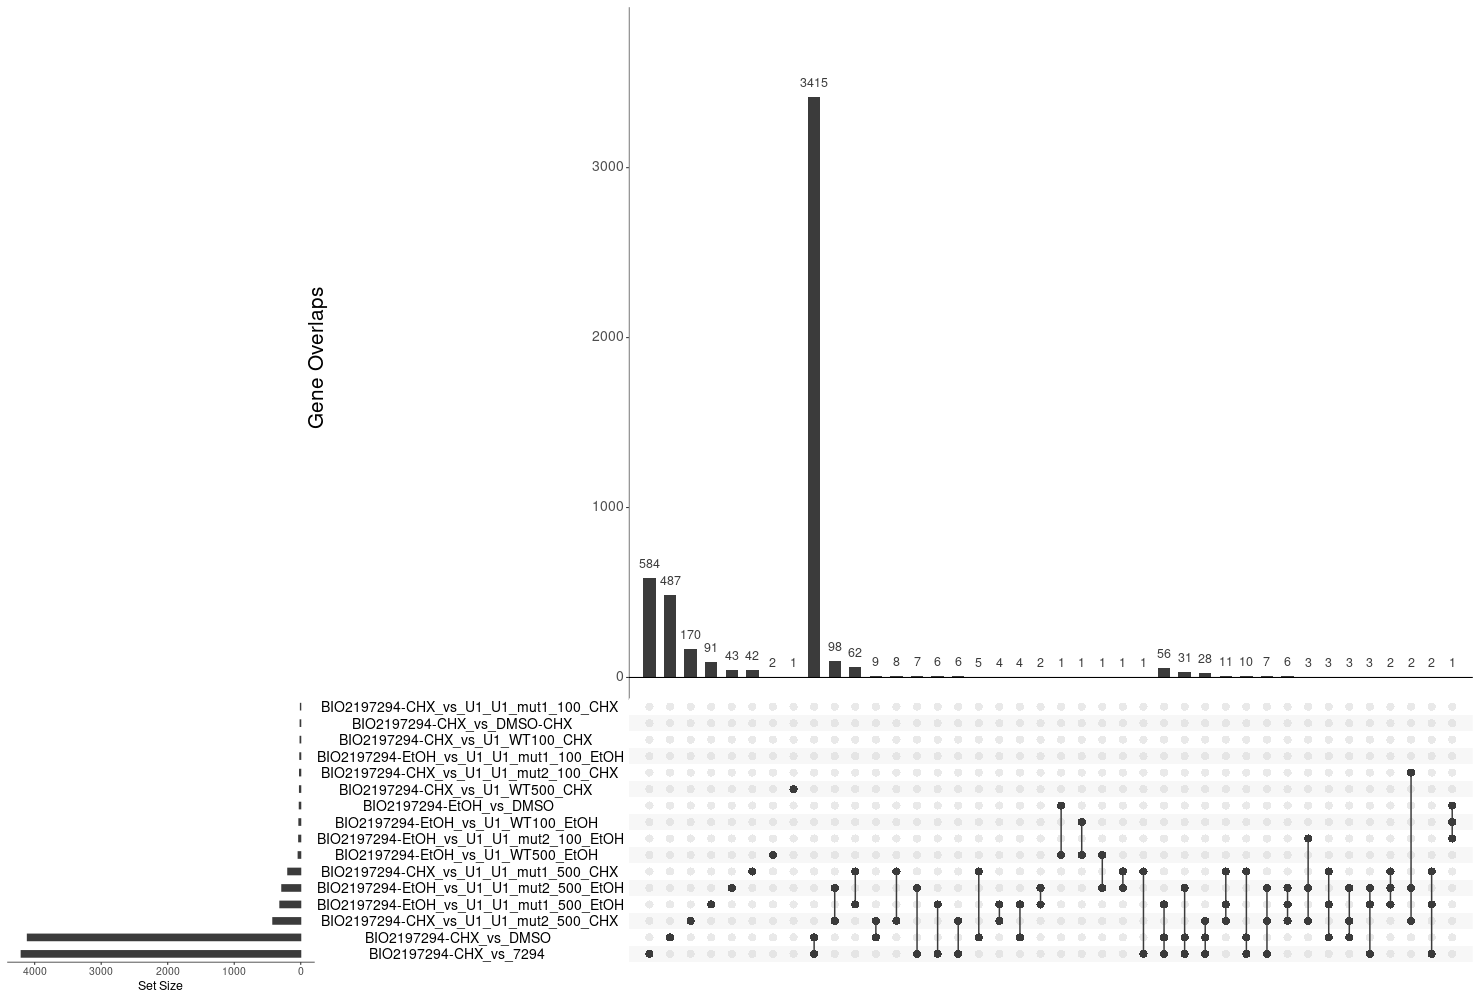 3415
3000
2000
Gene Overlaps
1000
584
487
170
91
43
42
2
1
98
62
9
8
7
6
6
5
4
4
2
1
1
1
1
1
56
31
28
11
10
7
6
3
3
3
3
2
2
2
1
0
BIO2197294-CHX_vs_U1_U1_mut1_100_CHX
BIO2197294-CHX_vs_DMSO-CHX
BIO2197294-CHX_vs_U1_WT100_CHX
BIO2197294-EtOH_vs_U1_U1_mut1_100_EtOH
BIO2197294-CHX_vs_U1_U1_mut2_100_CHX
BIO2197294-CHX_vs_U1_WT500_CHX
BIO2197294-EtOH_vs_DMSO
BIO2197294-EtOH_vs_U1_WT100_EtOH
BIO2197294-EtOH_vs_U1_U1_mut2_100_EtOH
BIO2197294-EtOH_vs_U1_WT500_EtOH
BIO2197294-CHX_vs_U1_U1_mut1_500_CHX
BIO2197294-EtOH_vs_U1_U1_mut2_500_EtOH
BIO2197294-EtOH_vs_U1_U1_mut1_500_EtOH
BIO2197294-CHX_vs_U1_U1_mut2_500_CHX
BIO2197294-CHX_vs_DMSO
BIO2197294-CHX_vs_7294
4000 3000 2000 1000 0
Set Size